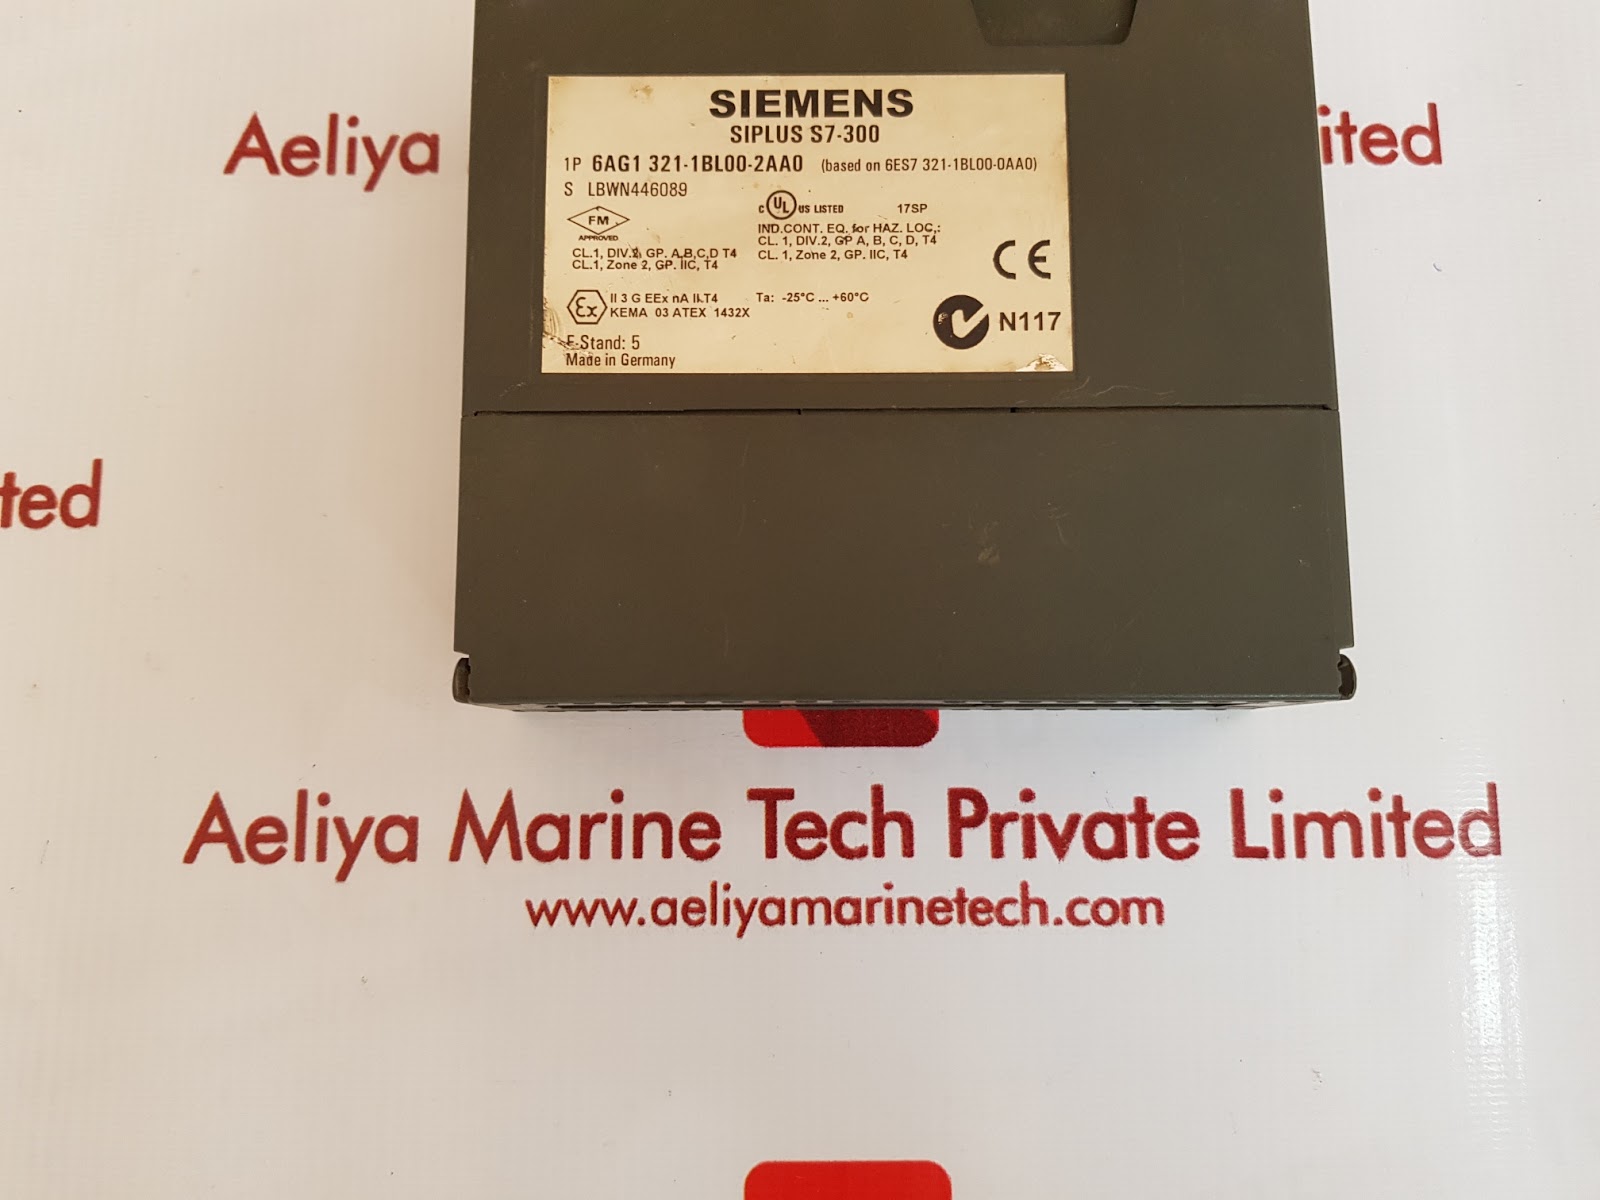 Aeliya
ited
SIEMENS
SIPLUS S7-300
1P 6AG1 321-1BL00-2AA0 (based on 6ES7 321-1BL00-0AA0)
S LBWN446089
FM
APPROVED
CL.1, DIV.2, GP. A,B,C,D T4
CL.1, Zone 2, GP. IIC, T4
C UL US LISTED 17SP
IND.CONT. EQ. for HAZ. LOC.:
CL. 1, DIV.2, GP A, B, C, D, T4
CL. 1, Zone 2, GP. IIC, T4
CE
Ex II 3 G EEx nA II T4 Ta: -25°C ... +60°C
KEMA 03 ATEX 1432X
N117
E-Stand: 5
Made in Germany
ted
Aeliya Marine Tech Private Limited
www.aeliyamarinetech.com